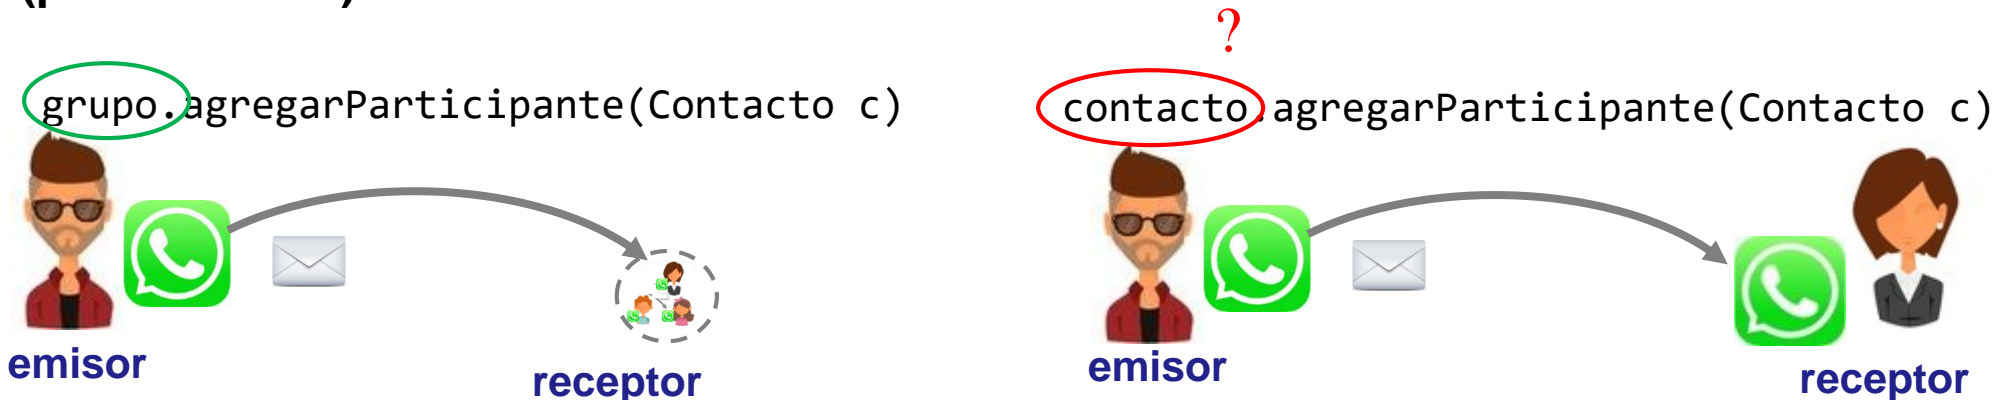 ?
grupo.agregarParticipante(Contacto c)
contacto.agregarParticipante(Contacto c)
emisor
receptor
emisor
receptor